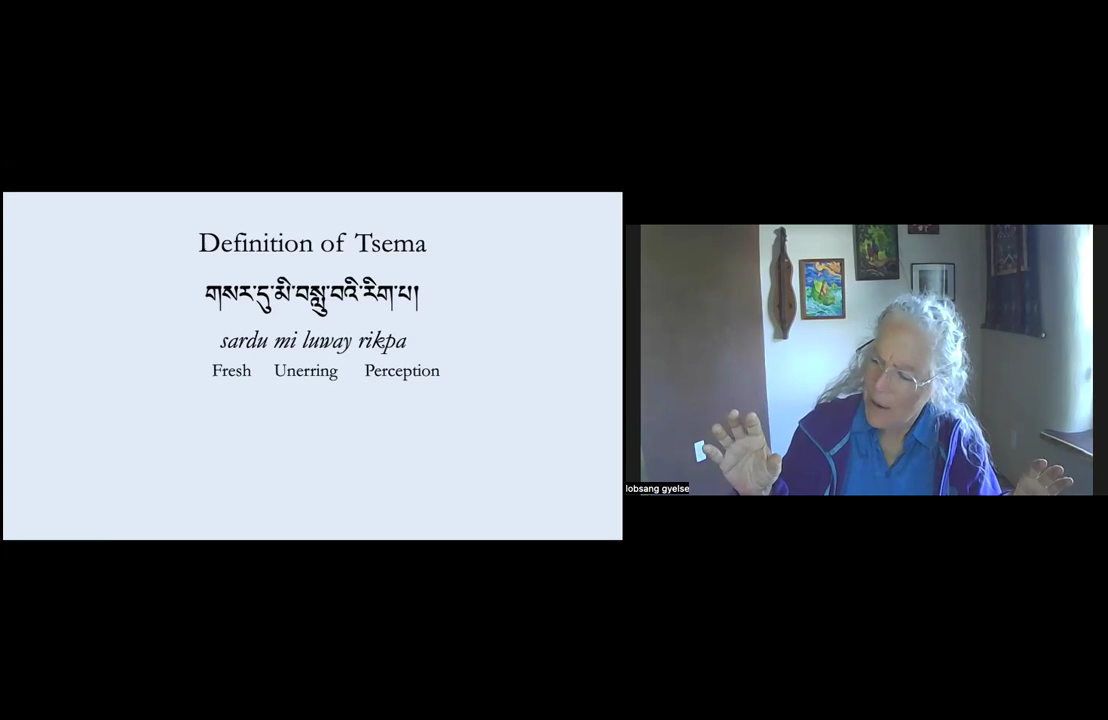 Definition of Tsema
གསར་དུ་མི་བསླུ་བའི་རིག་པ།
sardu mi luway rikpa
Fresh Unerring Perception
lobsang gyelse